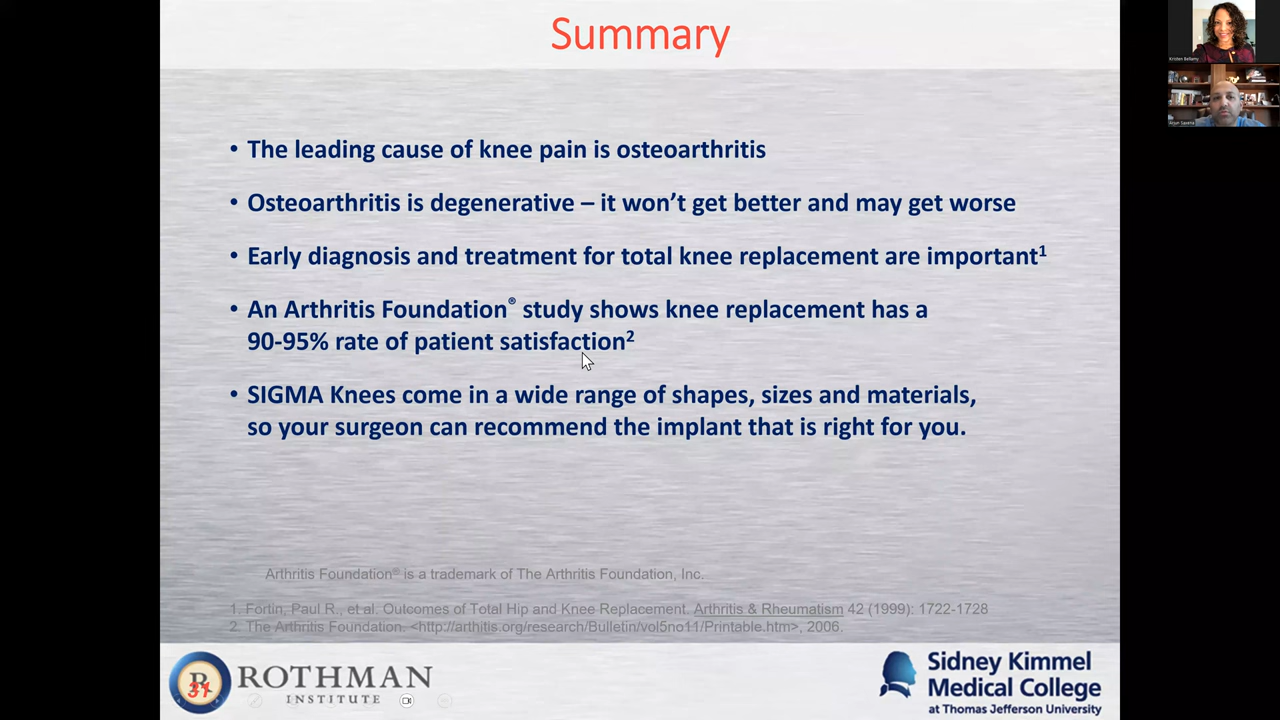 Summary
• The leading cause of knee pain is osteoarthritis
• Osteoarthritis is degenerative – it won’t get better and may get worse
• Early diagnosis and treatment for total knee replacement are important1
• An Arthritis Foundation® study shows knee replacement has a
90-95% rate of patient satisfaction2
• SIGMA Knees come in a wide range of shapes, sizes and materials,
so your surgeon can recommend the implant that is right for you.
Arthritis Foundation® is a trademark of The Arthritis Foundation, Inc.
1. Fortin, Paul R., et al. Outcomes of Total Hip and Knee Replacement. Arthritis & Rheumatism 42 (1999): 1722-1728
2. The Arthritis Foundation. <http://arthitis.org/research/Bulletin/vol5no11/Printable.htm>, 2006.
R
31
ROTHMAN
INSTITUTE
Sidney Kimmel
Medical College
at Thomas Jefferson University
Kristen Bellamy
Arjun Saxena